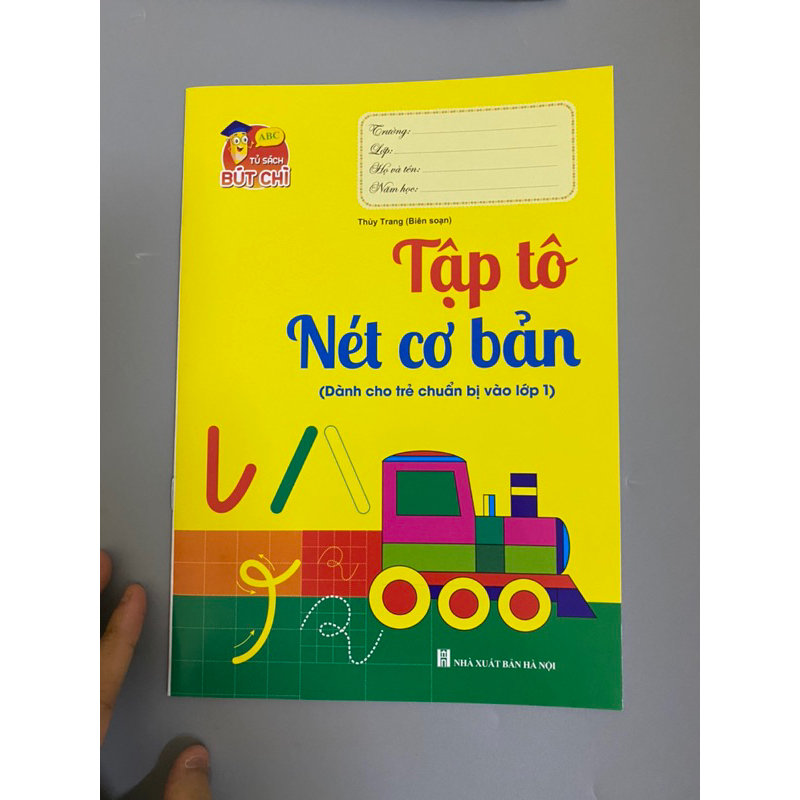 ABC
TỦ SÁCH
BÚT CHÌ
Trường:
Lớp:
Họ và tên:
Năm học:
Thùy Trang (Biên soạn)
Tập tô
Nét cơ bản
(Dành cho trẻ chuẩn bị vào lớp 1)
NHÀ XUẤT BẢN HÀ NỘI